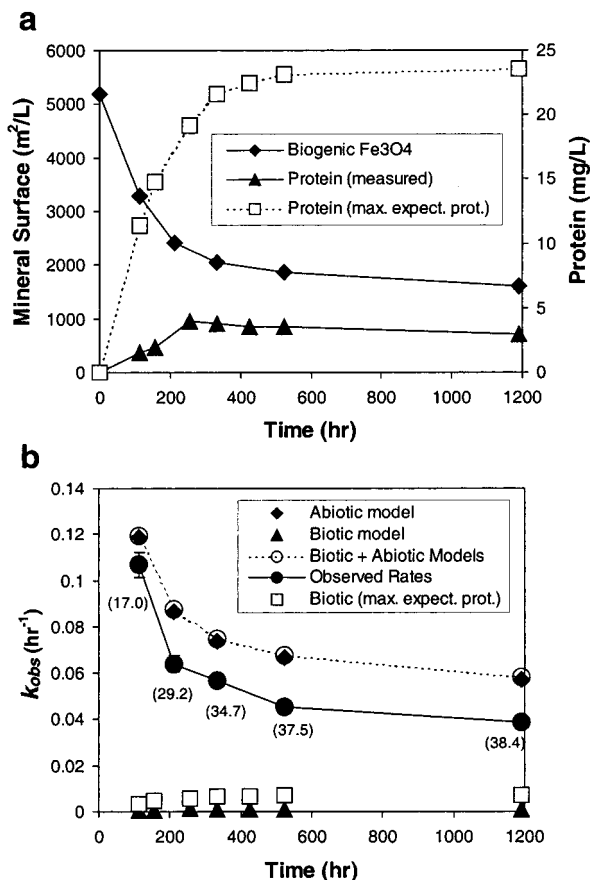 a
6000
5000
4000
3000
2000
1000
0
Mineral Surface (m²/L)
Biogenic Fe3O4
Protein (measured)
Protein (max. expect. prot.)
25
20
15
10
5
0
Protein (mg/L)
0 200 400 600 800 1000 1200
Time (hr)
b
0.14
0.12
0.1
0.08
0.06
0.04
0.02
0
kobs (hr⁻¹)
Abiotic model
Biotic model
Biotic + Abiotic Models
Observed Rates
Biotic (max. expect. prot.)
(17.0)
(29.2)
(34.7)
(37.5)
(38.4)
0 200 400 600 800 1000 1200
Time (hr)